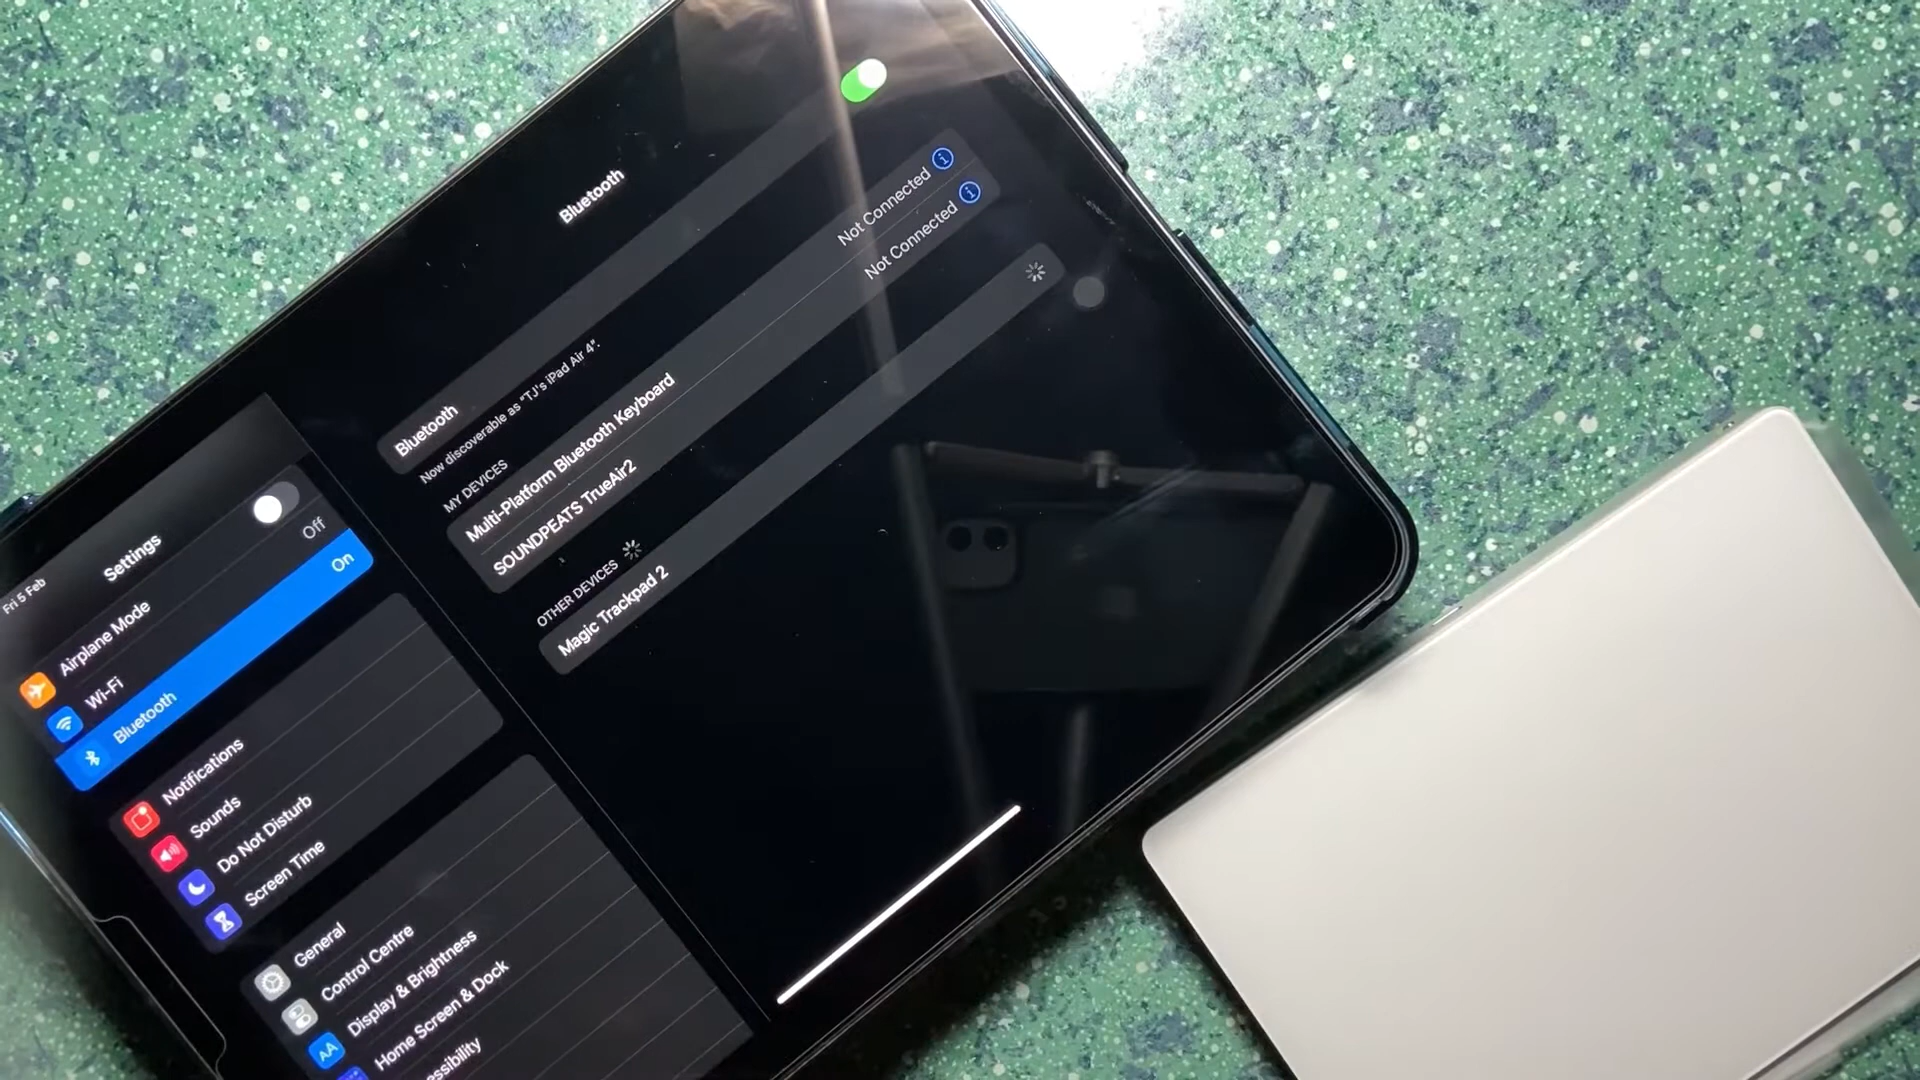 Fri 5 Feb
Settings
Airplane Mode
Wi-Fi
Off
Bluetooth
On
Notifications
Sounds
Do Not Disturb
Screen Time
General
Control Centre
Display & Brightness
Home Screen & Dock
Bluetooth
Bluetooth
Now discoverable as "TJ's iPad Air 4".
MY DEVICES
Multi-Platform Bluetooth Keyboard
Not Connected
SOUNDPEATS TrueAir2
Not Connected
OTHER DEVICES
Magic Trackpad 2